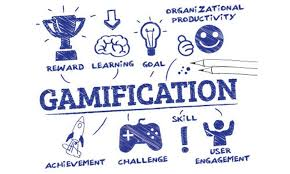 ORGANIZATIONAL
PRODUCTIVITY
REWARD
LEARNING
GOAL
GAMIFICATION
SKILL
ACHIEVEMENT
CHALLENGE
USER
ENGAGEMENT